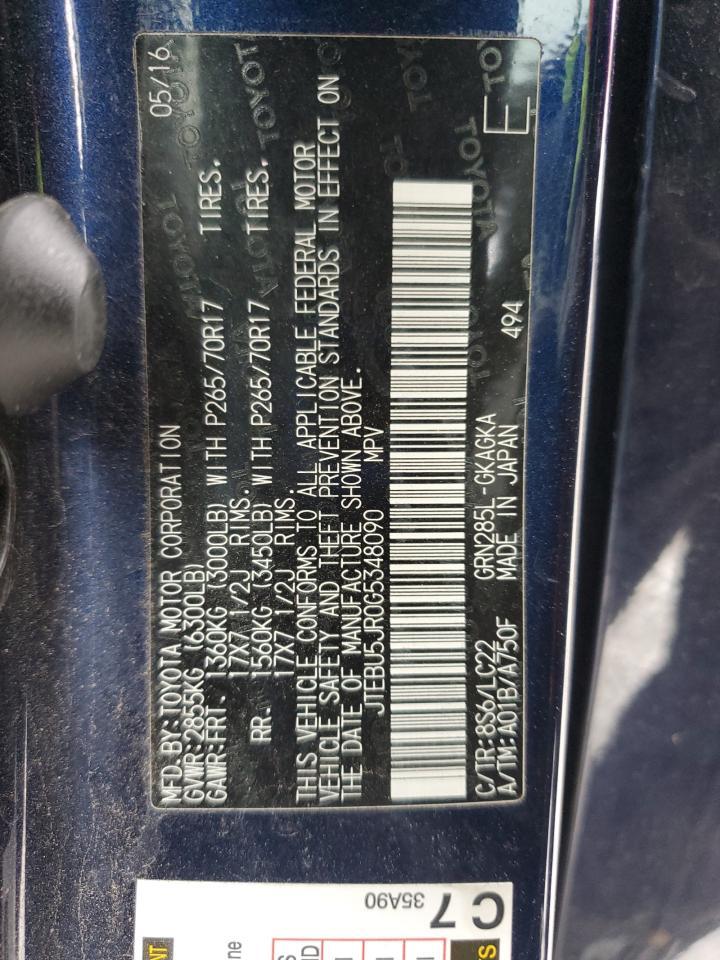 MFD.BY:TOYOTA MOTOR CORPORATION 05/16
GVWR:2855KG (6300LB)
GAWR:FRT. 1360KG (3000LB) WITH P265/70R17 TIRES.
17X7 1/2J RIMS.
RR. 1560KG (3450LB) WITH P265/70R17 TIRES.
17X7 1/2J RIMS.
THIS VEHICLE CONFORMS TO ALL APPLICABLE FEDERAL MOTOR
VEHICLE SAFETY AND THEFT PREVENTION STANDARDS IN EFFECT ON
THE DATE OF MANUFACTURE SHOWN ABOVE.
JTEBU5JR0G5348090 MPV
C/TR:8S6/LC22 GRN285L-GKAGKA
A/TM:A01B/A750F MADE IN JAPAN 494 E
C7
35A90